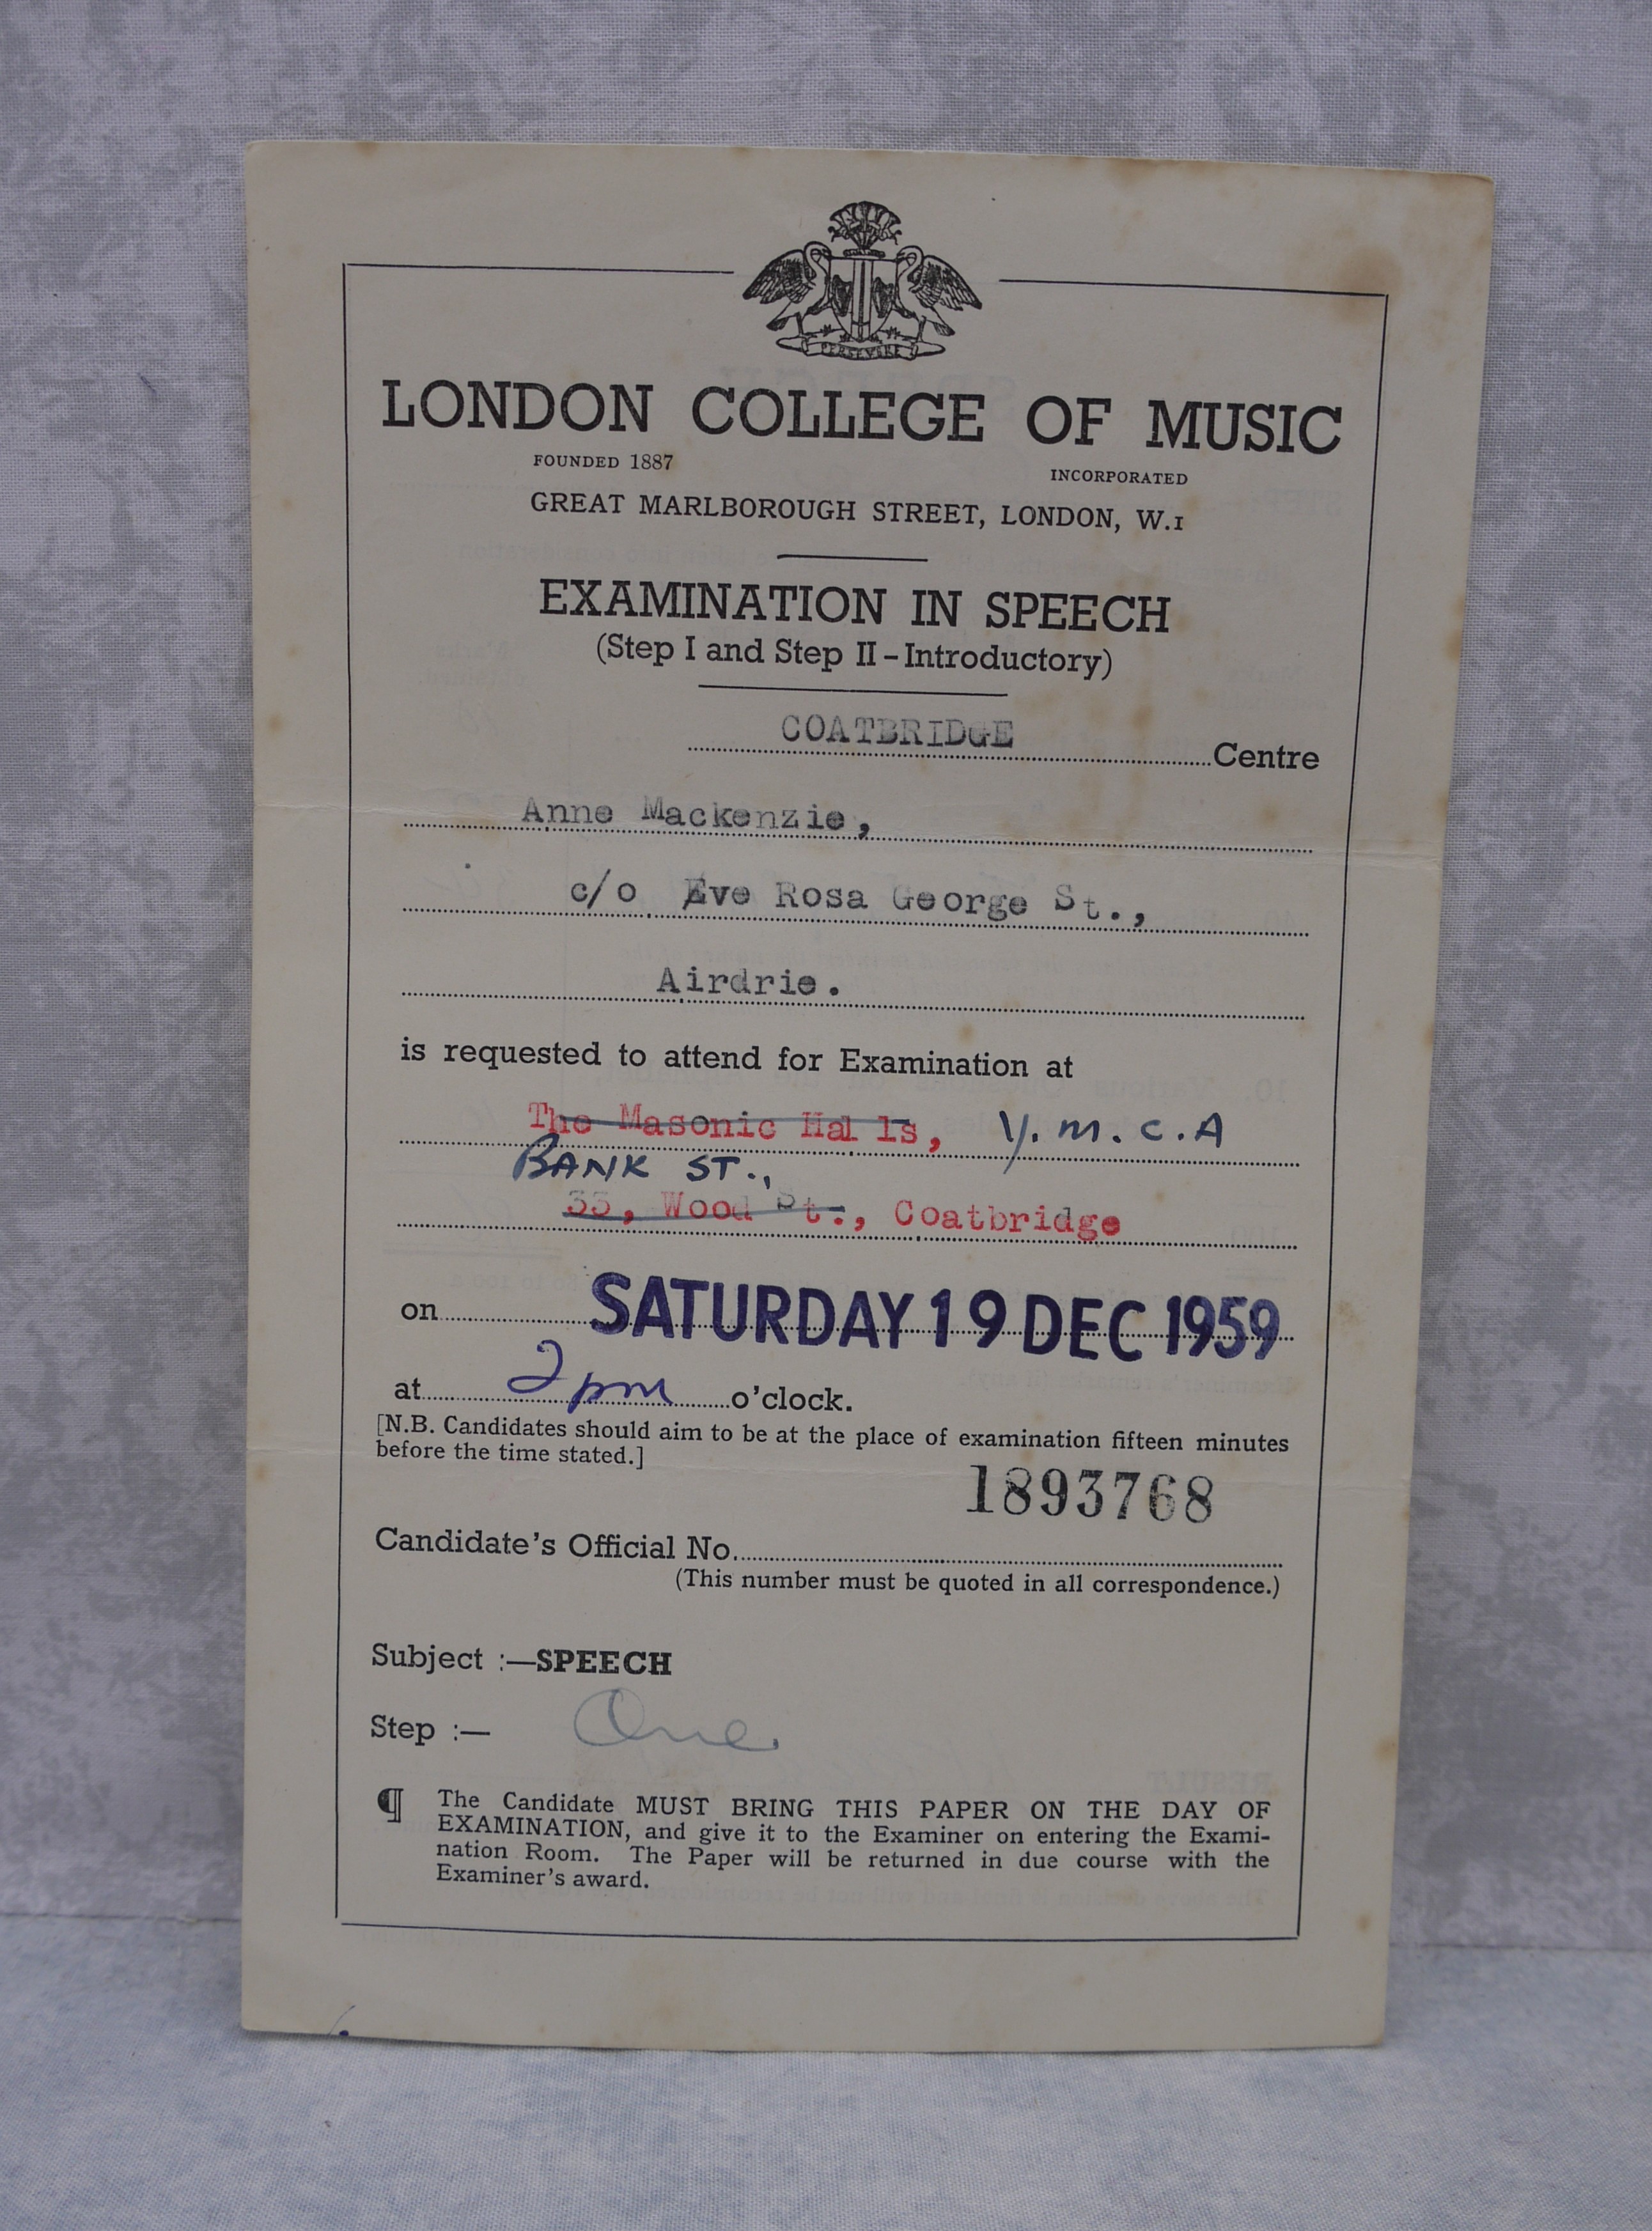 PERSEVERE
LONDON COLLEGE OF MUSIC
FOUNDED 1887
INCORPORATED
GREAT MARLBOROUGH STREET, LONDON, W.1
EXAMINATION IN SPEECH
(Step I and Step II – Introductory)
COATBRIDGE Centre
Anne Mackenzie,
c/o Eve Rosa George St.,
Airdrie.
is requested to attend for Examination at
The Masonic Halls, Y.M.C.A
BANK ST.,
33, Wood St., Coatbridge
on SATURDAY 19 DEC 1959
at 2pm o'clock.
[N.B. Candidates should aim to be at the place of examination fifteen minutes
before the time stated.]
1893768
Candidate's Official No.
(This number must be quoted in all correspondence.)
Subject :—SPEECH
Step :— One.
¶ The Candidate MUST BRING THIS PAPER ON THE DAY OF
EXAMINATION, and give it to the Examiner on entering the Exami-
nation Room. The Paper will be returned in due course with the
Examiner's award.